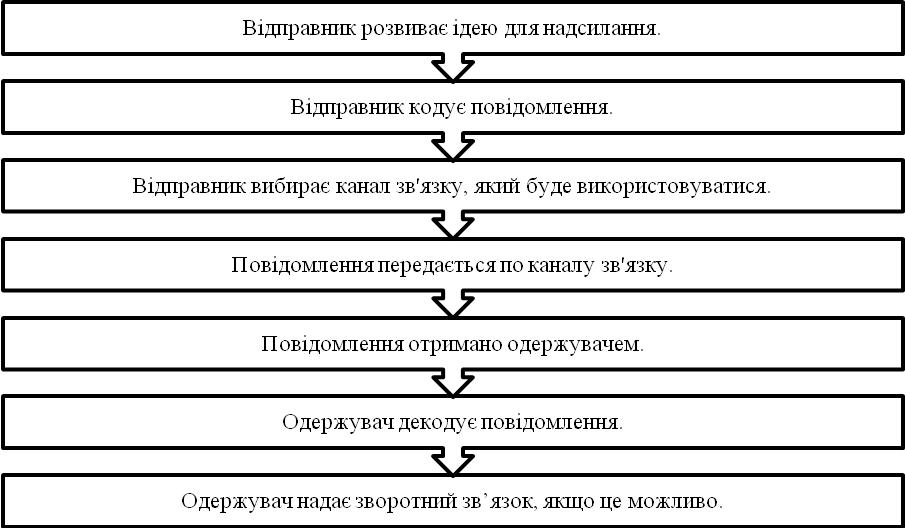 Відправник розвиває ідею для надсилання.
Відправник кодує повідомлення.
Відправник вибирає канал зв'язку, який буде використовуватися.
Повідомлення передається по каналу зв'язку.
Повідомлення отримано одержувачем.
Одержувач декодує повідомлення.
Одержувач надає зворотний зв’язок, якщо це можливо.